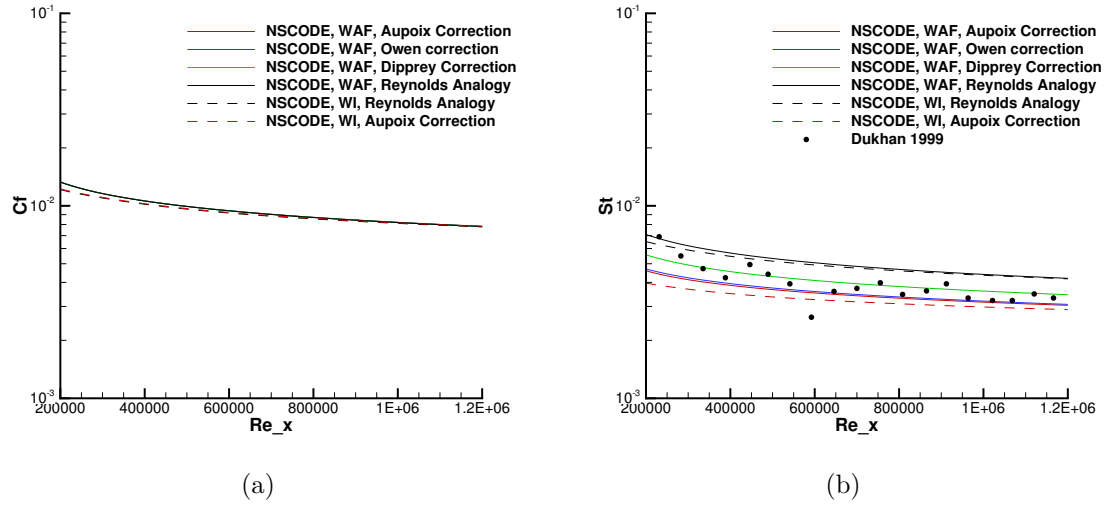 10^-1
NSCODE, WAF, Aupoix Correction
NSCODE, WAF, Owen correction
NSCODE, WAF, Dipprey Correction
NSCODE, WAF, Reynolds Analogy
NSCODE, WI, Reynolds Analogy
NSCODE, WI, Aupoix Correction
Cf
10^-2
10^-3
200000 400000 600000 800000 1E+06 1.2E+06
Re_x
(a)
10^-1
NSCODE, WAF, Aupoix Correction
NSCODE, WAF, Owen correction
NSCODE, WAF, Dipprey Correction
NSCODE, WAF, Reynolds Analogy
NSCODE, WI, Reynolds Analogy
NSCODE, WI, Aupoix Correction
Dukhan 1999
St
10^-2
10^-3
200000 400000 600000 800000 1E+06 1.2E+06
Re_x
(b)